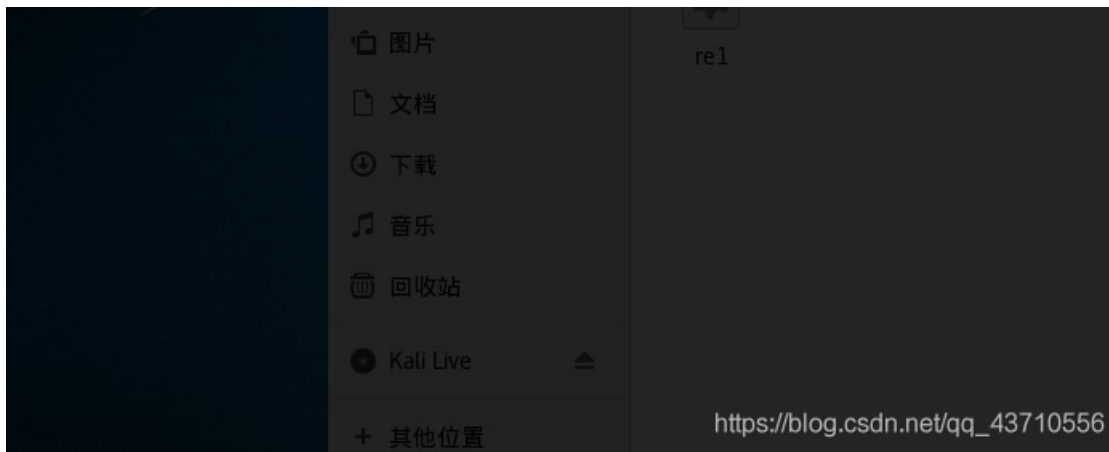 图片
re1
文档
下载
音乐
回收站
Kali Live
+ 其他位置
https://blog.csdn.net/qq_43710556